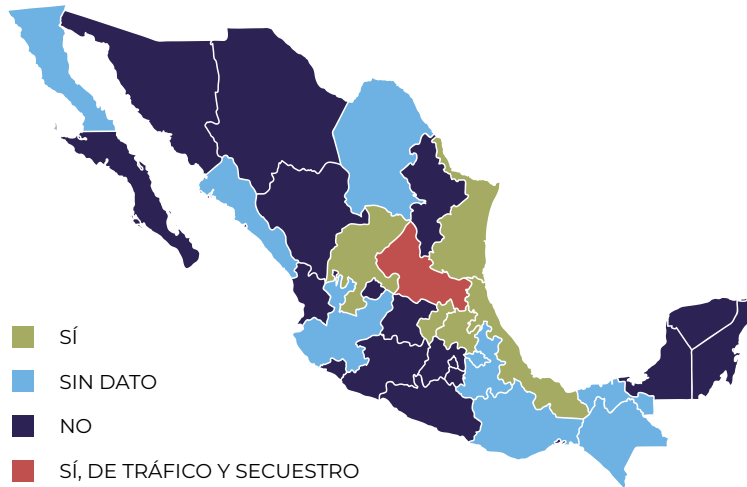 SÍ
SIN DATO
NO
SÍ, DE TRÁFICO Y SECUESTRO